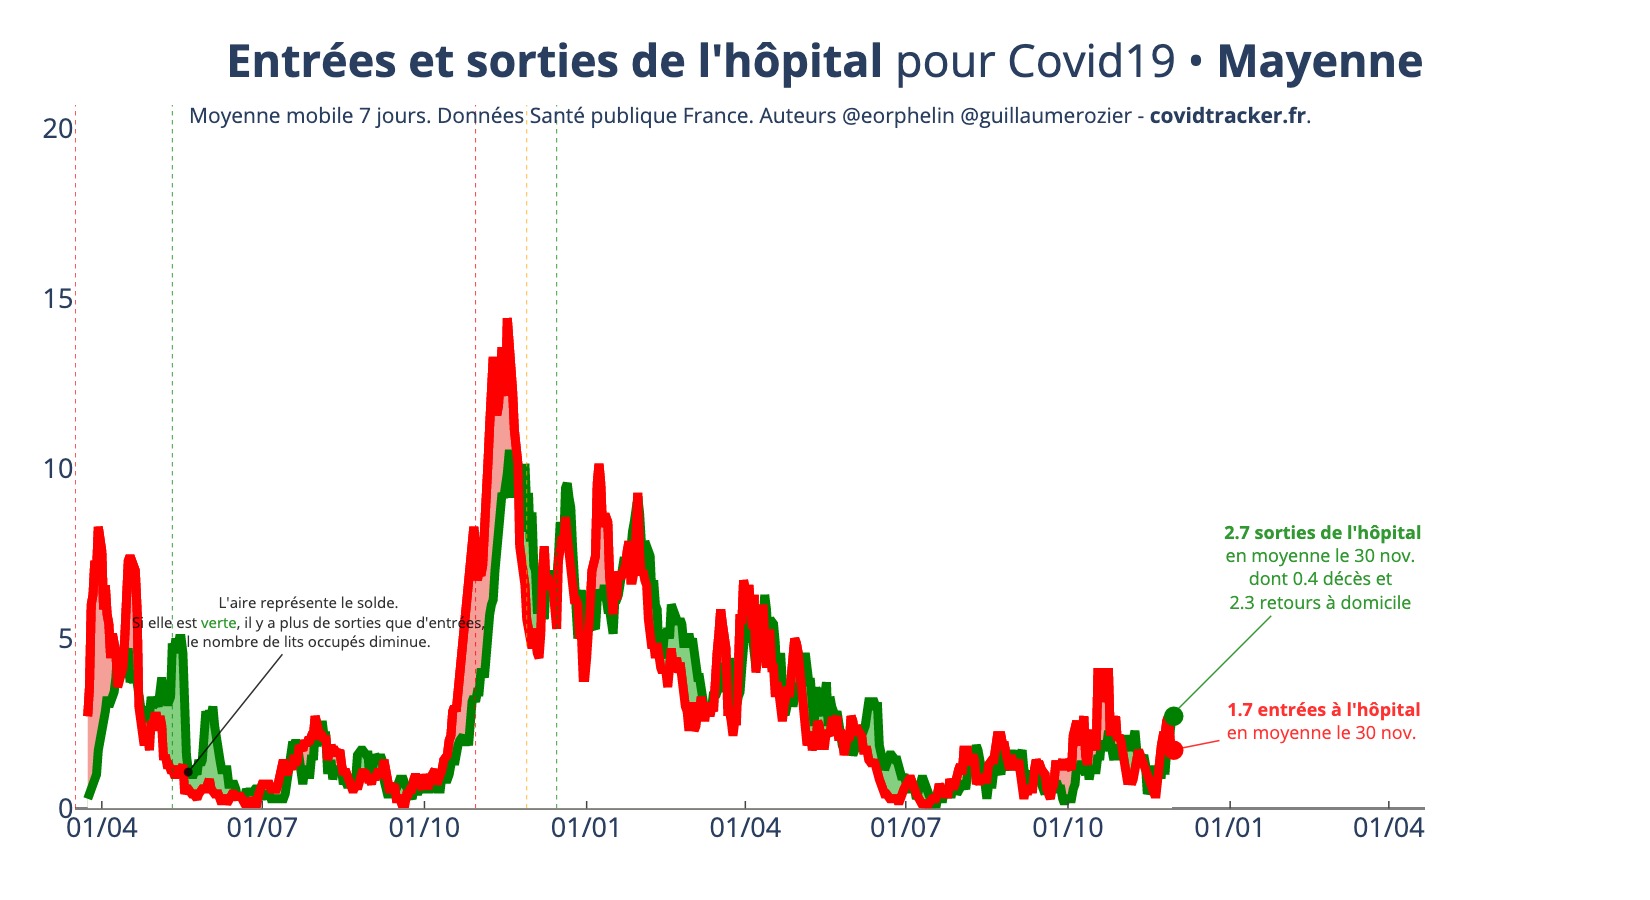 Entrées et sorties de l'hôpital pour Covid19 • Mayenne
Moyenne mobile 7 jours. Données Santé publique France. Auteurs @eorphelin @guillaumerozier - covidtracker.fr.
20
15
10
5
0
L'aire représente le solde.
Si elle est verte, il y a plus de sorties que d'entrées,
le nombre de lits occupés diminue.
2.7 sorties de l'hôpital
en moyenne le 30 nov.
dont 0.4 décès et
2.3 retours à domicile
1.7 entrées à l'hôpital
en moyenne le 30 nov.
01/04 01/07 01/10 01/01 01/04 01/07 01/10 01/01 01/04